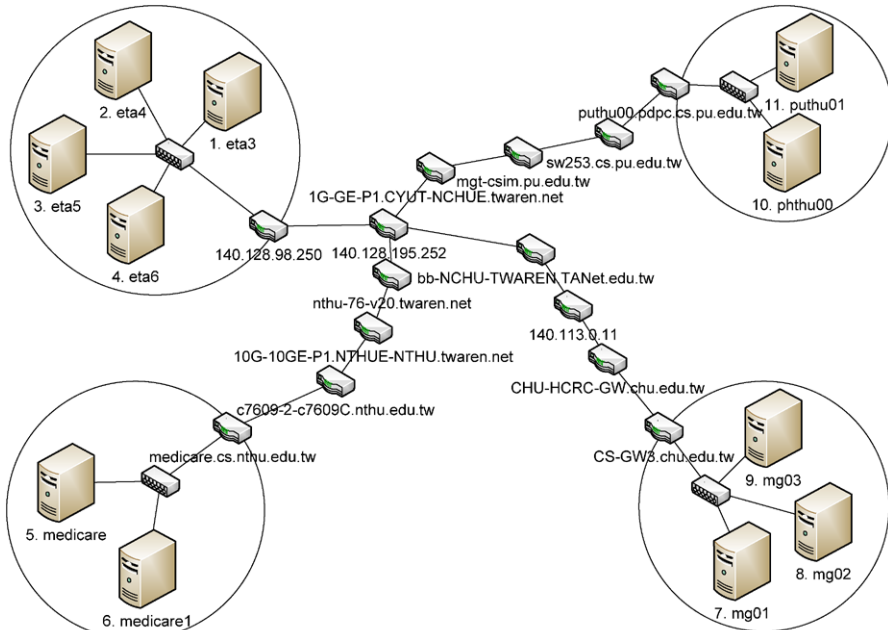 2. eta4
1. eta3
3. eta5
4. eta6
140.128.98.250
11. puthu01
puthu00.pdpc.cs.pu.edu.tw
10. phthu00
sw253.cs.pu.edu.tw
mgt-csim.pu.edu.tw
1G-GE-P1.CYUT-NCHUE.twaren.net
140.128.195.252
bb-NCHU-TWAREN.TANet.edu.tw
nthu-76-v20.twaren.net
140.113.0.11
10G-10GE-P1.NTHUE-NTHU.twaren.net
CHU-HCRC-GW.chu.edu.tw
c7609-2-c7609C.nthu.edu.tw
medicare.cs.nthu.edu.tw
CS-GW3.chu.edu.tw
5. medicare
9. mg03
6. medicare1
8. mg02
7. mg01